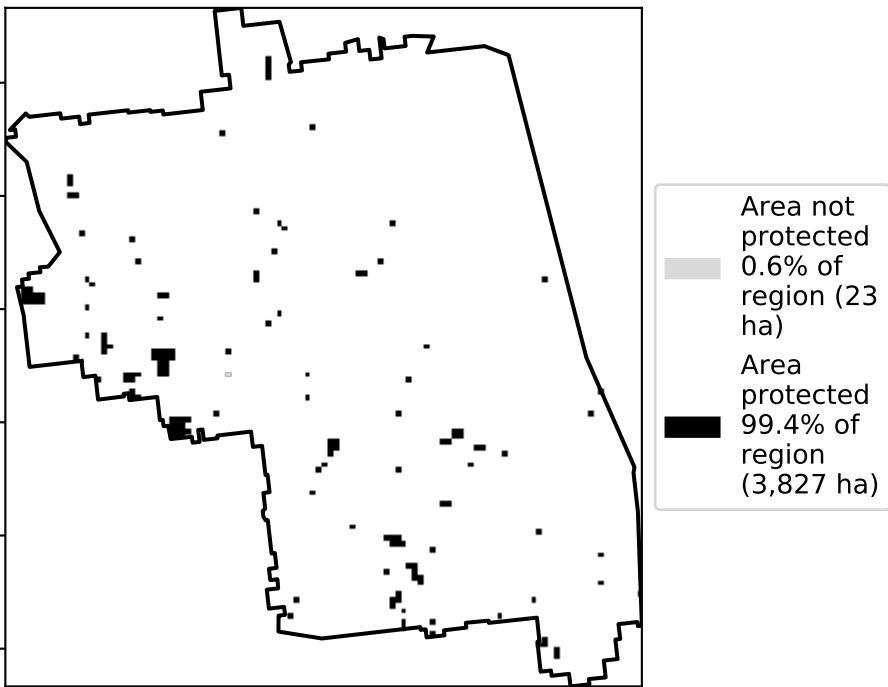 Area not
protected
0.6% of
region (23
ha)
Area
protected
99.4% of
region
(3,827 ha)